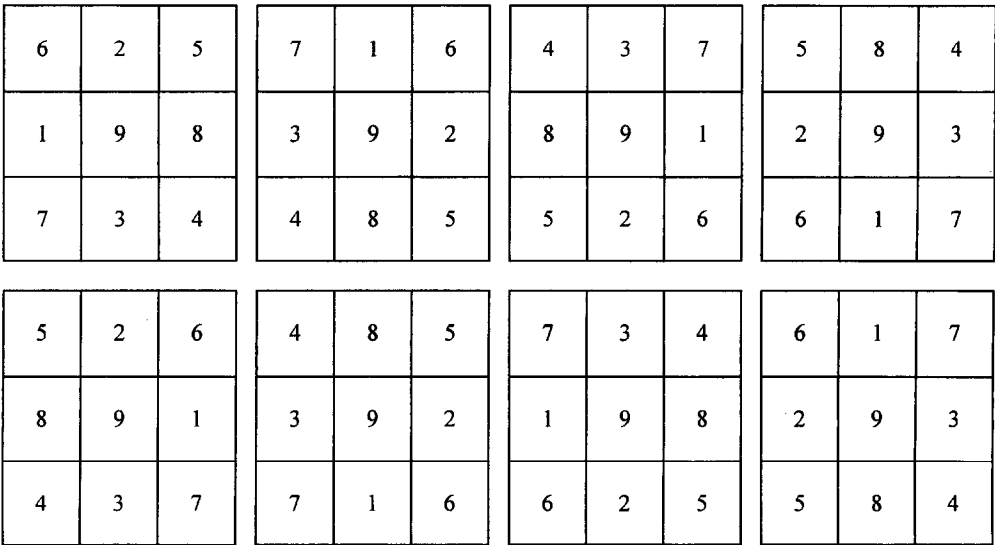 6 2 5 7 1 6 4 3 7 5 8 4
1 9 8 3 9 2 8 9 1 2 9 3
7 3 4 4 8 5 5 2 6 6 1 7
5 2 6 4 8 5 7 3 4 6 1 7
8 9 1 3 9 2 1 9 8 2 9 3
4 3 7 7 1 6 6 2 5 5 8 4